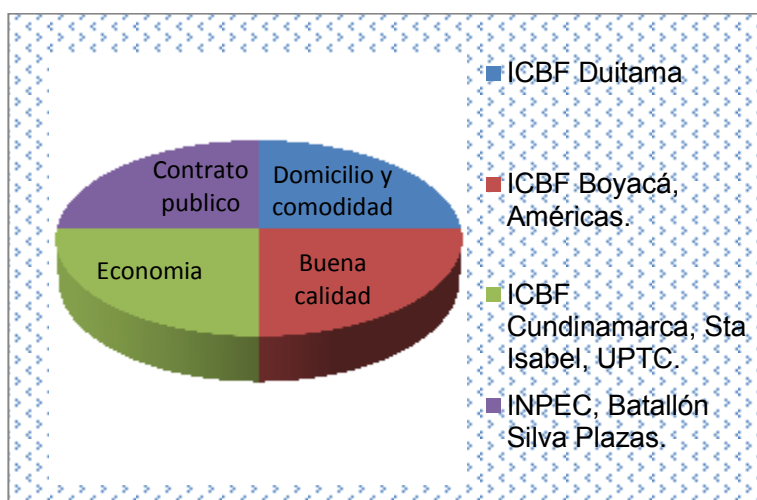 Contrato
publico
Domicilio y
comodidad
Economia
Buena
calidad
ICBF Duitama
ICBF Boyacá,
Américas.
ICBF
Cundinamarca, Sta
Isabel, UPTC.
INPEC, Batallón
Silva Plazas.